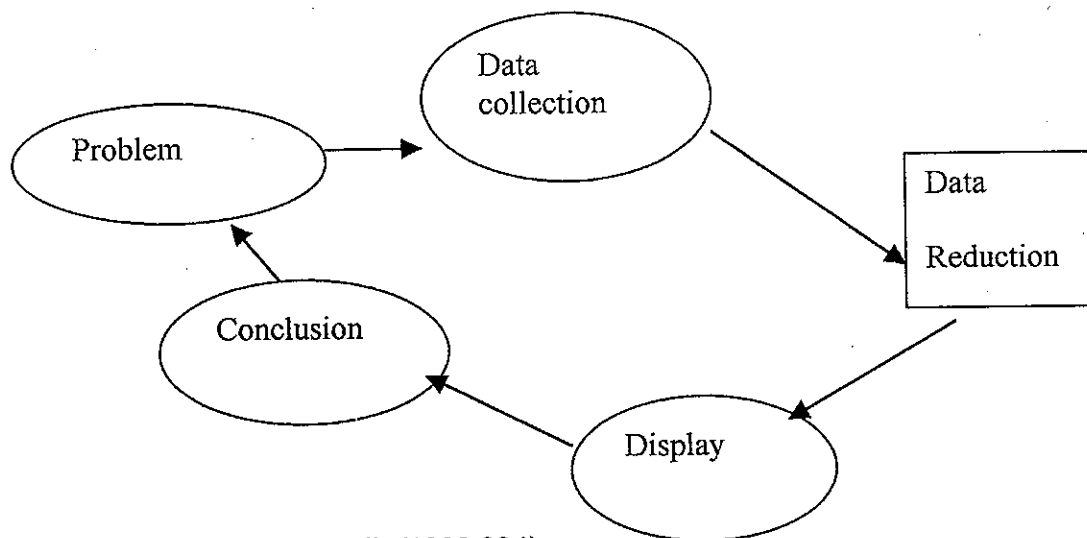 Data
collection
Problem
Data
Reduction
Conclusion
Display